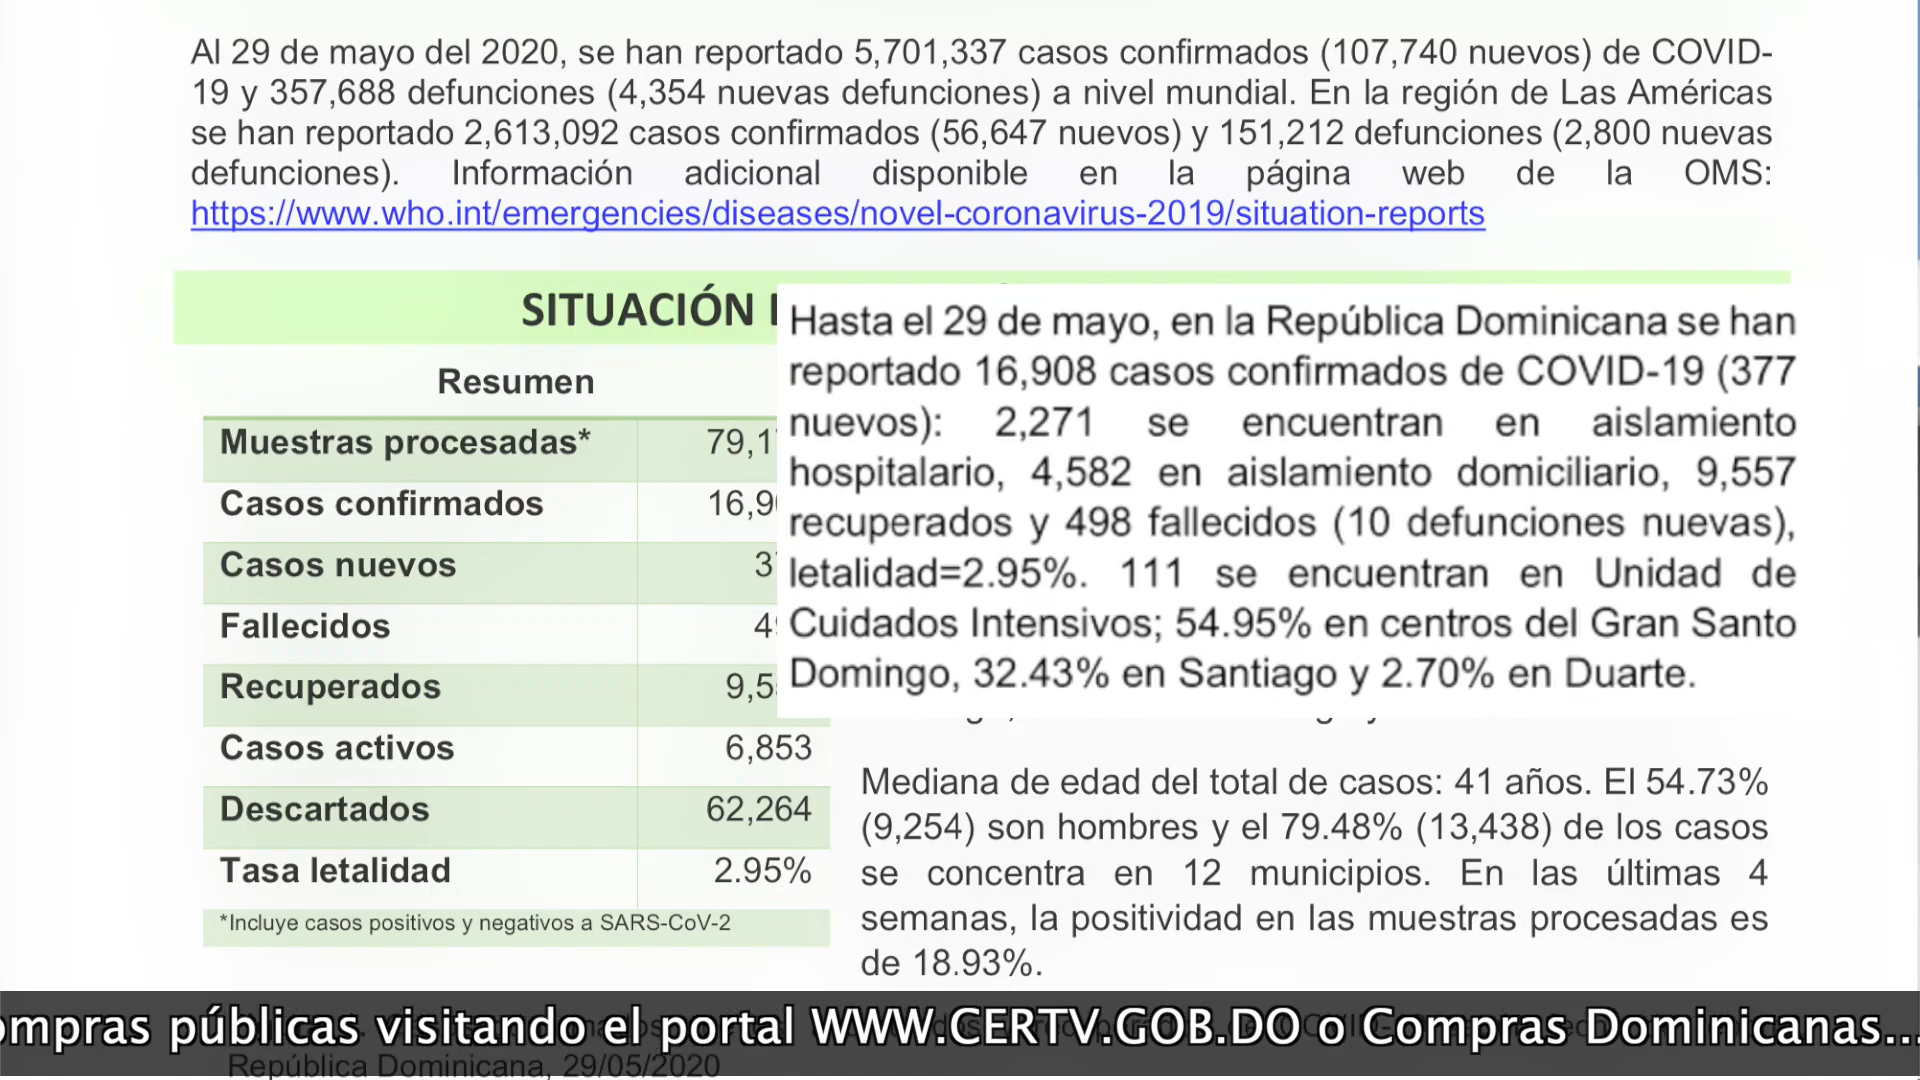 Al 29 de mayo del 2020, se han reportado 5,701,337 casos confirmados (107,740 nuevos) de COVID-
19 y 357,688 defunciones (4,354 nuevas defunciones) a nivel mundial. En la región de Las Américas
se han reportado 2,613,092 casos confirmados (56,647 nuevos) y 151,212 defunciones (2,800 nuevas
defunciones). Información adicional disponible en la página web de la OMS:
https://www.who.int/emergencies/diseases/novel-coronavirus-2019/situation-reports
SITUACIÓN
Resumen
Muestras procesadas* 79,1
Casos confirmados 16,9
Casos nuevos 3
Fallecidos 4
Recuperados 9,5
Casos activos 6,853
Descartados 62,264
Tasa letalidad 2.95%
*Incluye casos positivos y negativos a SARS-CoV-2
Hasta el 29 de mayo, en la República Dominicana se han
reportado 16,908 casos confirmados de COVID-19 (377
nuevos): 2,271 se encuentran en aislamiento
hospitalario, 4,582 en aislamiento domiciliario, 9,557
recuperados y 498 fallecidos (10 defunciones nuevas),
letalidad=2.95%. 111 se encuentran en Unidad de
Cuidados Intensivos; 54.95% en centros del Gran Santo
Domingo, 32.43% en Santiago y 2.70% en Duarte.
Mediana de edad del total de casos: 41 años. El 54.73%
(9,254) son hombres y el 79.48% (13,438) de los casos
se concentra en 12 municipios. En las últimas 4
semanas, la positividad en las muestras procesadas es
de 18.93%.
ompras públicas visitando el portal WWW.CERTV.GOB.DO o Compras Dominicanas...
República Dominicana, 29/05/2020